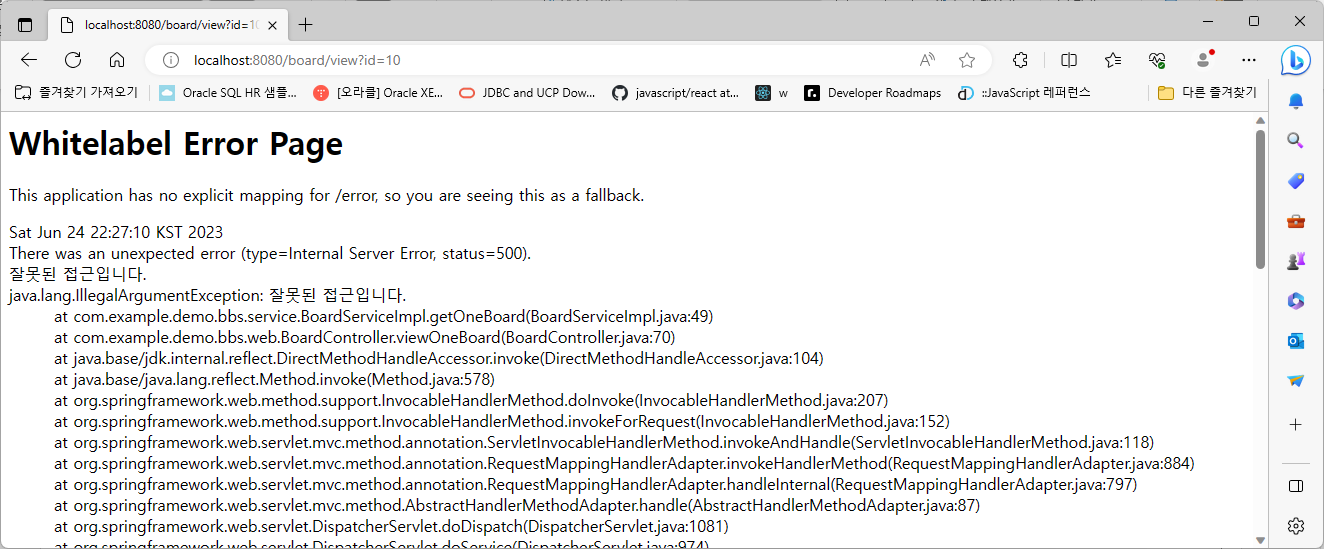 localhost:8080/board/view?id=10
localhost:8080/board/view?id=10
즐겨찾기 가져오기 Oracle SQL HR 샘플... [오라클] Oracle XE... JDBC and UCP Dow... javascript/react at... w Developer Roadmaps ::JavaScript 레퍼런스 다른 즐겨찾기
Whitelabel Error Page
This application has no explicit mapping for /error, so you are seeing this as a fallback.
Sat Jun 24 22:27:10 KST 2023
There was an unexpected error (type=Internal Server Error, status=500).
잘못된 접근입니다.
java.lang.IllegalArgumentException: 잘못된 접근입니다.
at com.example.demo.bbs.service.BoardServiceImpl.getOneBoard(BoardServiceImpl.java:49)
at com.example.demo.bbs.web.BoardController.viewOneBoard(BoardController.java:70)
at java.base/jdk.internal.reflect.DirectMethodHandleAccessor.invoke(DirectMethodHandleAccessor.java:104)
at java.base/java.lang.reflect.Method.invoke(Method.java:578)
at org.springframework.web.method.support.InvocableHandlerMethod.doInvoke(InvocableHandlerMethod.java:207)
at org.springframework.web.method.support.InvocableHandlerMethod.invokeForRequest(InvocableHandlerMethod.java:152)
at org.springframework.web.servlet.mvc.method.annotation.ServletInvocableHandlerMethod.invokeAndHandle(ServletInvocableHandlerMethod.java:118)
at org.springframework.web.servlet.mvc.method.annotation.RequestMappingHandlerAdapter.invokeHandlerMethod(RequestMappingHandlerAdapter.java:884)
at org.springframework.web.servlet.mvc.method.annotation.RequestMappingHandlerAdapter.handleInternal(RequestMappingHandlerAdapter.java:797)
at org.springframework.web.servlet.mvc.method.AbstractHandlerMethodAdapter.handle(AbstractHandlerMethodAdapter.java:87)
at org.springframework.web.servlet.DispatcherServlet.doDispatch(DispatcherServlet.java:1081)
at org.springframework.web.servlet.DispatcherServlet.doService(DispatcherServlet.java:974)